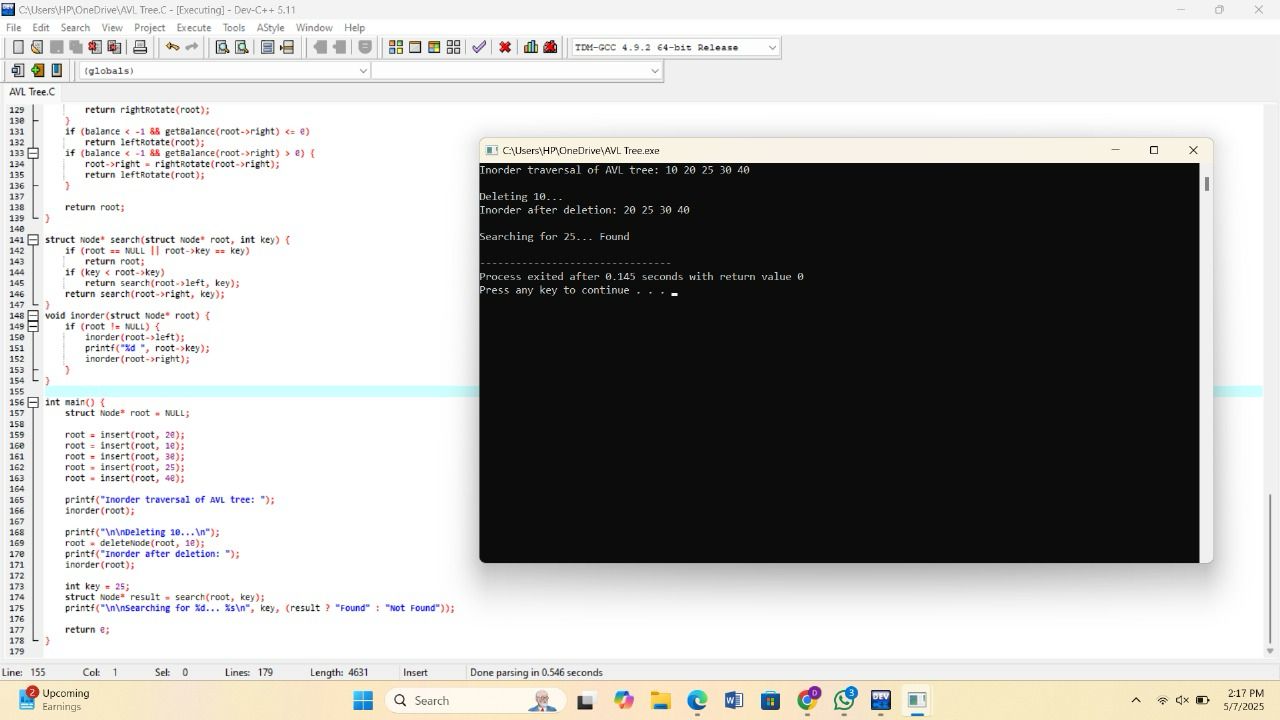 C:\Users\HP\OneDrive\AVL Tree.C - [Executing] - Dev-C++ 5.11
File Edit Search View Project Execute Tools AStyle Window Help
TDM-GCC 4.9.2 64-bit Release
(globals)
AVL Tree.C
129 return rightRotate(root);
130 }
131 if (balance < -1 && getBalance(root->right) <= 0)
132 return leftRotate(root);
133 if (balance < -1 && getBalance(root->right) > 0) {
134 root->right = rightRotate(root->right);
135 return leftRotate(root);
136 }
137
138 return root;
139 }
140
141 struct Node* search(struct Node* root, int key) {
142 if (root == NULL || root->key == key)
143 return root;
144 if (key < root->key)
145 return search(root->left, key);
146 return search(root->right, key);
147 }
148 void inorder(struct Node* root) {
149 if (root != NULL) {
150 inorder(root->left);
151 printf("%d ", root->key);
152 inorder(root->right);
153 }
154 }
155
156 int main() {
157 struct Node* root = NULL;
158
159 root = insert(root, 20);
160 root = insert(root, 10);
161 root = insert(root, 30);
162 root = insert(root, 25);
163 root = insert(root, 40);
164
165 printf("Inorder traversal of AVL tree: ");
166 inorder(root);
167
168 printf("\n\nDeleting 10...\n");
169 root = deleteNode(root, 10);
170 printf("Inorder after deletion: ");
171 inorder(root);
172
173 int key = 25;
174 struct Node* result = search(root, key);
175 printf("\n\nSearching for %d... %s\n", key, (result ? "Found" : "Not Found"));
176
177 return 0;
178 }
179
C:\Users\HP\OneDrive\AVL Tree.exe
Inorder traversal of AVL tree: 10 20 25 30 40
Deleting 10...
Inorder after deletion: 20 25 30 40
Searching for 25... Found
--------------------------------
Process exited after 0.145 seconds with return value 0
Press any key to continue . . .
Line: 155 Col: 1 Sel: 0 Lines: 179 Length: 4631 Insert Done parsing in 0.546 seconds
2
Upcoming
Earnings
Search
D
3
DEV
2:17 PM
5/7/2025